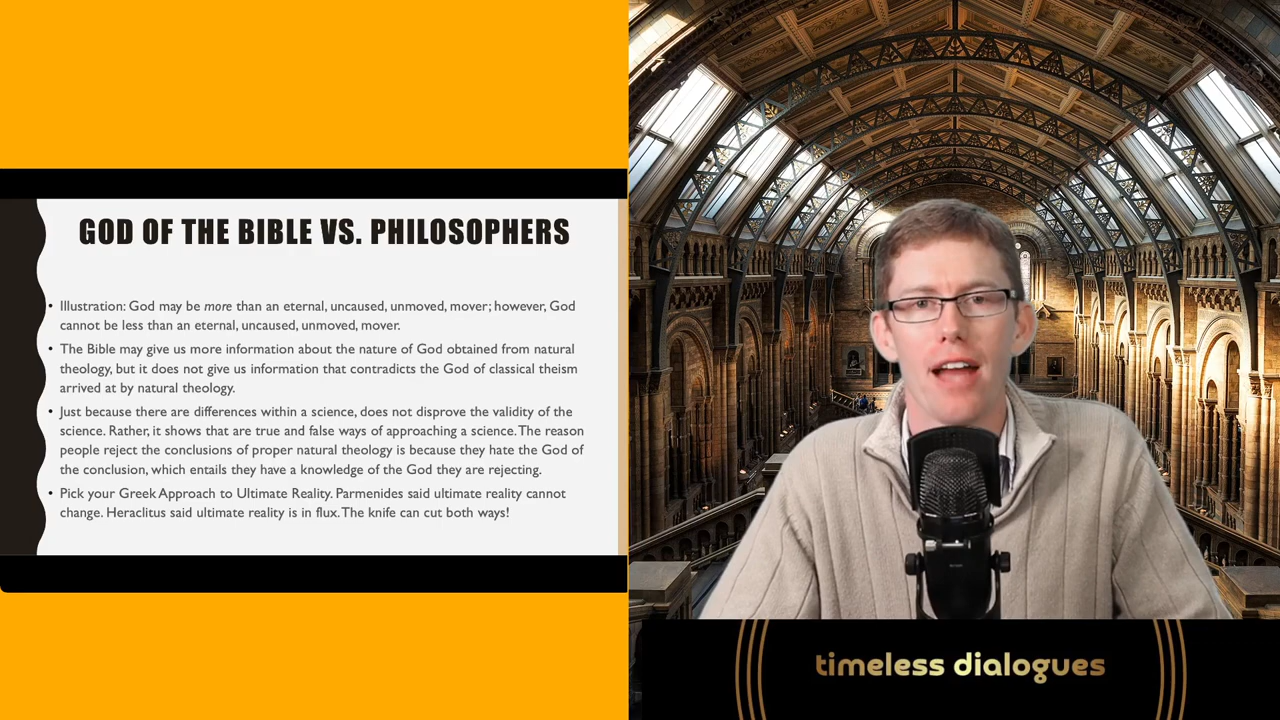 GOD OF THE BIBLE VS. PHILOSOPHERS
• Illustration: God may be more than an eternal, uncaused, unmoved, mover; however, God
cannot be less than an eternal, uncaused, unmoved, mover.
• The Bible may give us more information about the nature of God obtained from natural
theology, but it does not give us information that contradicts the God of classical theism
arrived at by natural theology.
• Just because there are differences within a science, does not disprove the validity of the
science. Rather, it shows that are true and false ways of approaching a science. The reason
people reject the conclusions of proper natural theology is because they hate the God of
the conclusion, which entails they have a knowledge of the God they are rejecting.
• Pick your Greek Approach to Ultimate Reality. Parmenides said ultimate reality cannot
change. Heraclitus said ultimate reality is in flux. The knife can cut both ways!
timeless dialogues